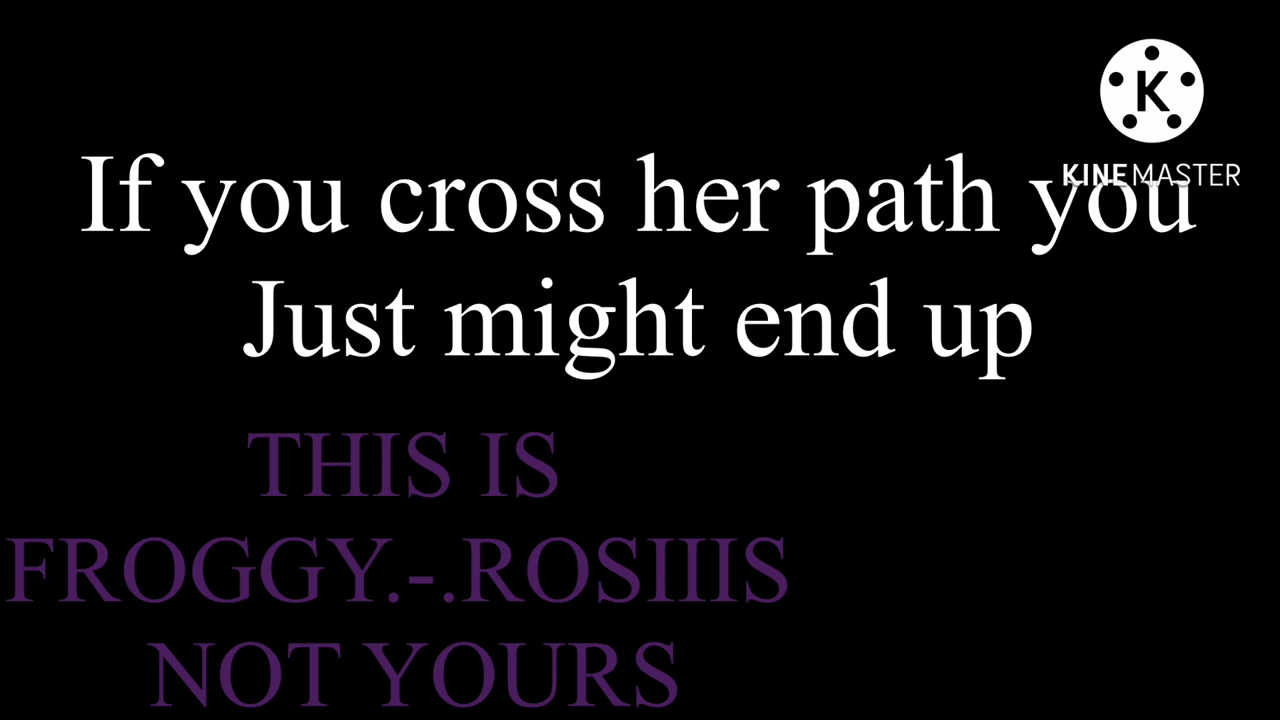 K
KINEMASTER
If you cross her path you
Just might end up
THIS IS
FROGGY.-.ROSIIIS
NOT YOURS